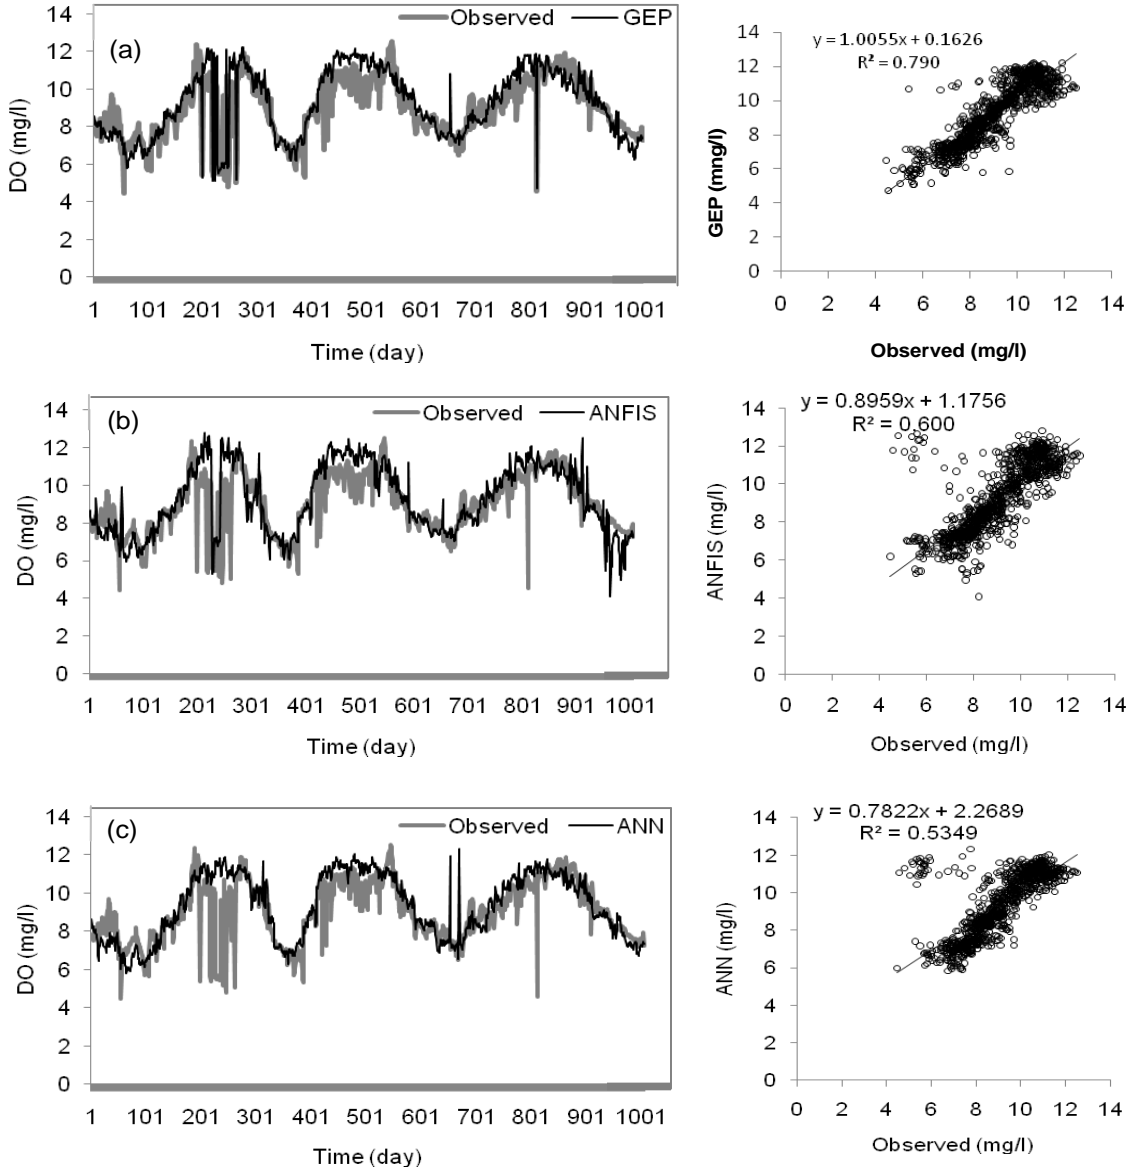 (a)
Observed GEP
14
12
10
8
6
4
2
0
DO (mg/l)
1 101 201 301 401 501 601 701 801 901 1001
Time (day)
y = 1.0055x + 0.1626
R² = 0.790
14
12
10
8
6
4
2
0
GEP (mng/l)
0 2 4 6 8 10 12 14
Observed (mg/l)
(b)
Observed ANFIS
14
12
10
8
6
4
2
0
DO (mg/l)
1 101 201 301 401 501 601 701 801 901 1001
Time (day)
y = 0.8959x + 1.1756
R² = 0.600
14
12
10
8
6
4
2
0
ANFIS (mg/l)
0 2 4 6 8 10 12 14
Observed (mg/l)
(c)
Observed ANN
14
12
10
8
6
4
2
0
DO (mg/l)
1 101 201 301 401 501 601 701 801 901 1001
Time (day)
y = 0.7822x + 2.2689
R² = 0.5349
14
12
10
8
6
4
2
0
ANN (mg/l)
0 2 4 6 8 10 12 14
Observed (mg/l)